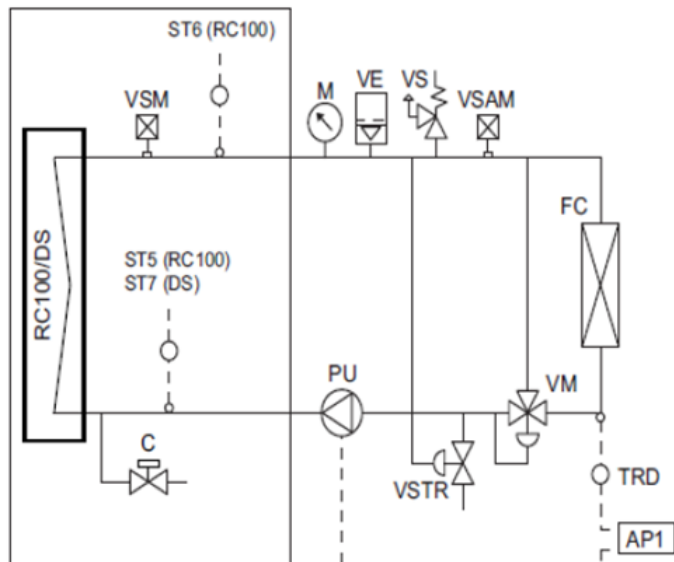 ST6 (RC100)
VSM
M
VE
VS
VSAM
FC
RC100/DS
ST5 (RC100)
ST7 (DS)
PU
VM
C
VSTR
TRD
AP1